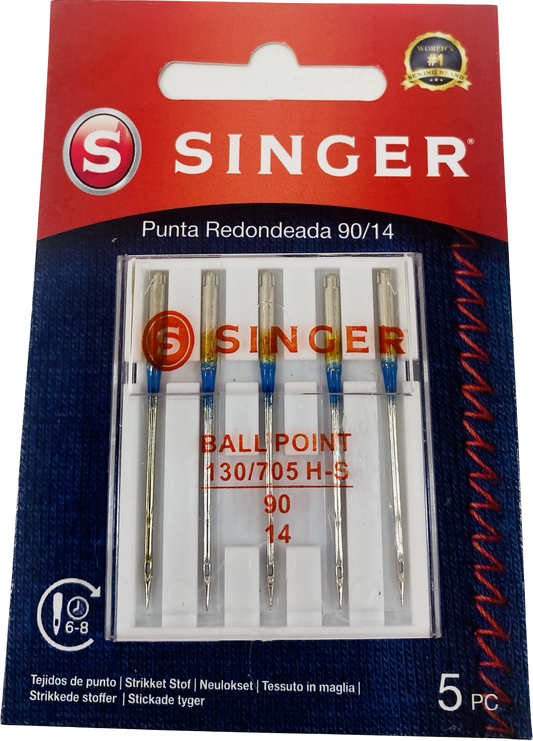 WORLD'S
#1
SEWING BRAND
S SINGER®
Punta Redondeada 90/14
S SINGER
BALL POINT
130/705 H-S
90
14
6-8
Tejidos de punto | Strikket Stof | Neulokset | Tessuto in maglia |
Strikkede stoffer | Stickade tyger
5 PC